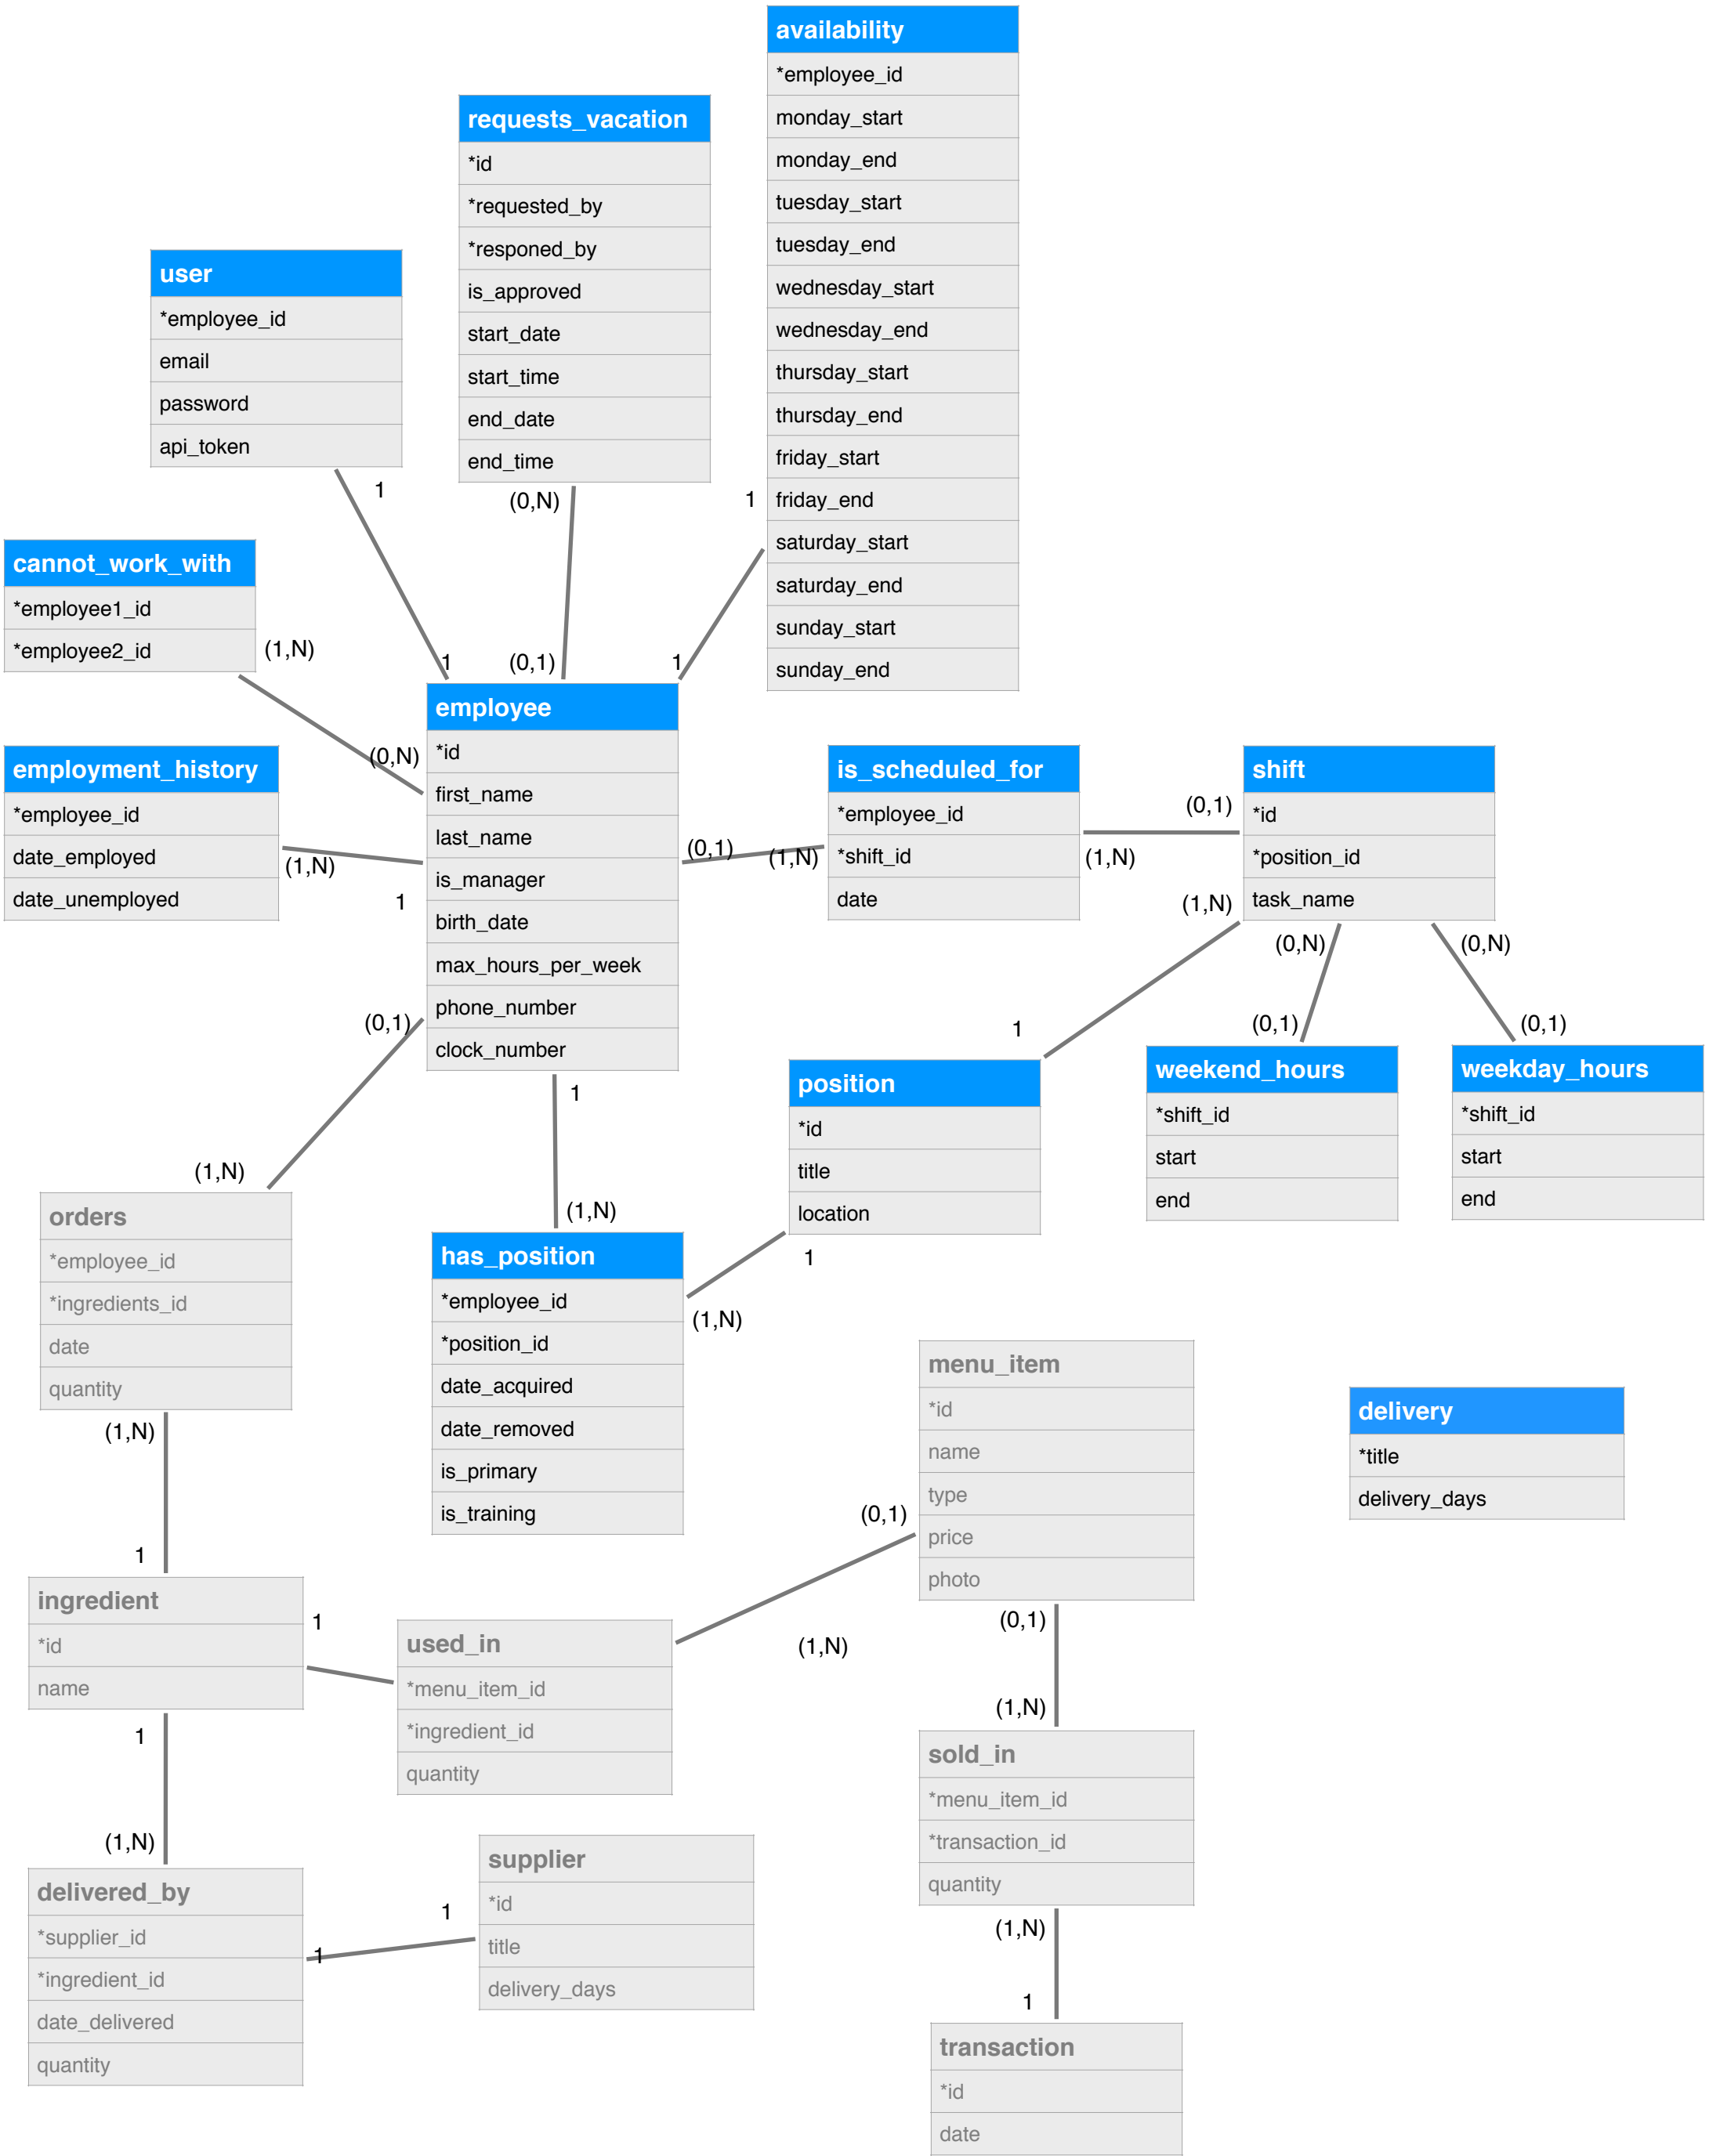 availability
*employee_id
monday_start
monday_end
tuesday_start
tuesday_end
wednesday_start
wednesday_end
thursday_start
thursday_end
friday_start
friday_end
saturday_start
saturday_end
sunday_start
sunday_end
1
1
requests_vacation
*id
*requested_by
*responed_by
is_approved
start_date
start_time
end_date
end_time
(0,N)
(0,1)
user
*employee_id
email
password
api_token
1
1
cannot_work_with
*employee1_id
*employee2_id
(1,N)
(0,N)
employment_history
*employee_id
date_employed
date_unemployed
(1,N)
1
employee
*id
first_name
last_name
is_manager
birth_date
max_hours_per_week
phone_number
clock_number
(0,1)
(1,N)
is_scheduled_for
*employee_id
*shift_id
date
(1,N)
(0,1)
shift
*id
*position_id
task_name
(1,N)
1
(0,N)
(0,1)
(0,N)
(0,1)
position
*id
title
location
1
(1,N)
weekend_hours
*shift_id
start
end
weekday_hours
*shift_id
start
end
(0,1)
(1,N)
1
(1,N)
orders
*employee_id
*ingredients_id
date
quantity
(1,N)
1
has_position
*employee_id
*position_id
date_acquired
date_removed
is_primary
is_training
menu_item
*id
name
type
price
photo
(0,1)
(1,N)
(0,1)
(1,N)
delivery
*title
delivery_days
ingredient
*id
name
1
1
(1,N)
used_in
*menu_item_id
*ingredient_id
quantity
sold_in
*menu_item_id
*transaction_id
quantity
(1,N)
1
delivered_by
*supplier_id
*ingredient_id
date_delivered
quantity
1
1
supplier
*id
title
delivery_days
transaction
*id
date